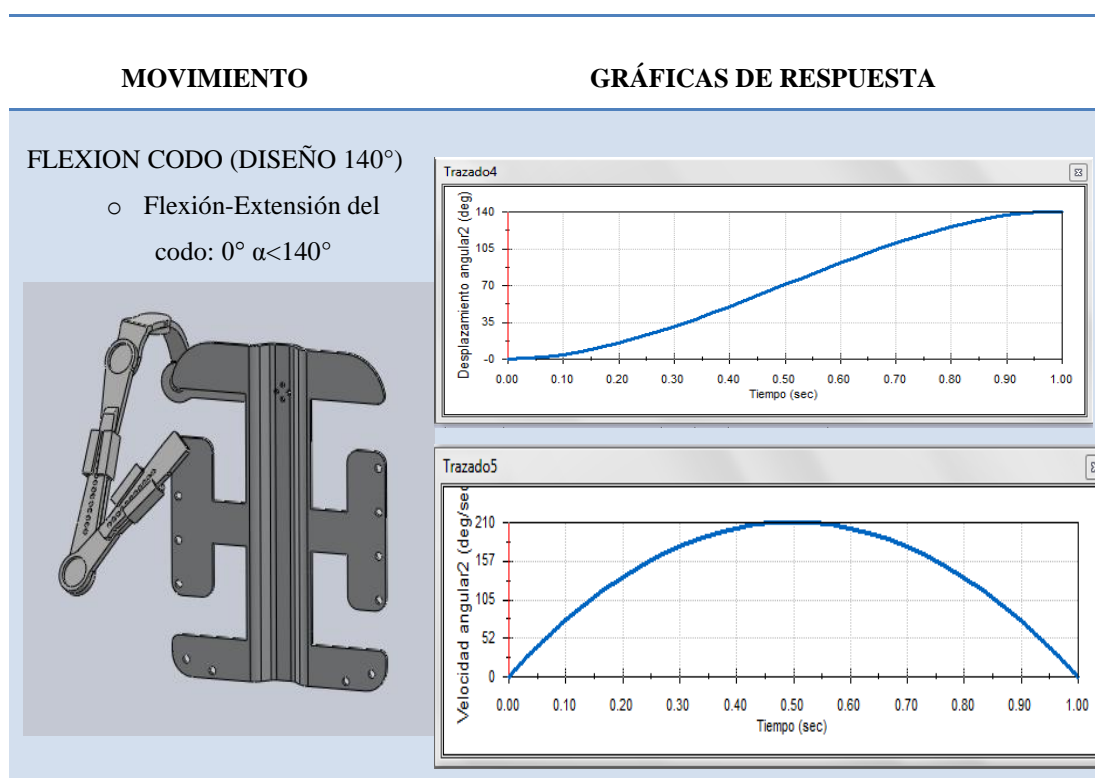 MOVIMIENTO
GRÁFICAS DE RESPUESTA
FLEXION CODO (DISEÑO 140°)
o Flexión-Extensión del
codo: 0° α<140°
Trazado4
Desplazamiento angular2 (deg)
140
105
70
35
-0
0.00 0.10 0.20 0.30 0.40 0.50 0.60 0.70 0.80 0.90 1.00
Tiempo (sec)
Trazado5
Velocidad angular2 (deg/sec
210
157
105
52
0
0.00 0.10 0.20 0.30 0.40 0.50 0.60 0.70 0.80 0.90 1.00
Tiempo (sec)